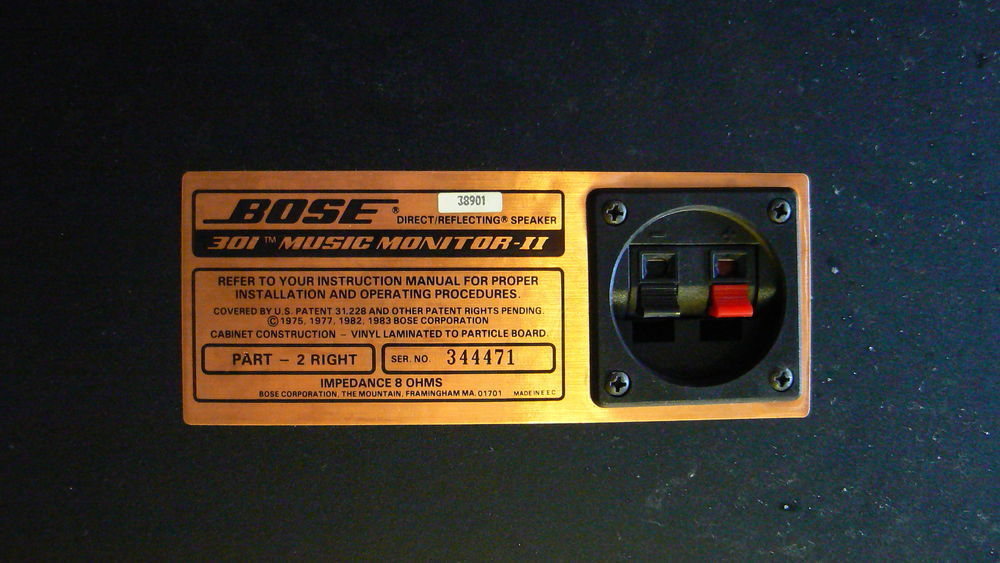 38901
BOSE® DIRECT/REFLECTING® SPEAKER
301™ MUSIC MONITOR-II
REFER TO YOUR INSTRUCTION MANUAL FOR PROPER
INSTALLATION AND OPERATING PROCEDURES.
COVERED BY U.S. PATENT 31,228 AND OTHER PATENT RIGHTS PENDING.
© 1975, 1977, 1982, 1983 BOSE CORPORATION
CABINET CONSTRUCTION – VINYL LAMINATED TO PARTICLE BOARD.
PART – 2 RIGHT
SER. NO. 344471
IMPEDANCE 8 OHMS
BOSE CORPORATION, THE MOUNTAIN, FRAMINGHAM MA. 01701 MADE IN E.E.C